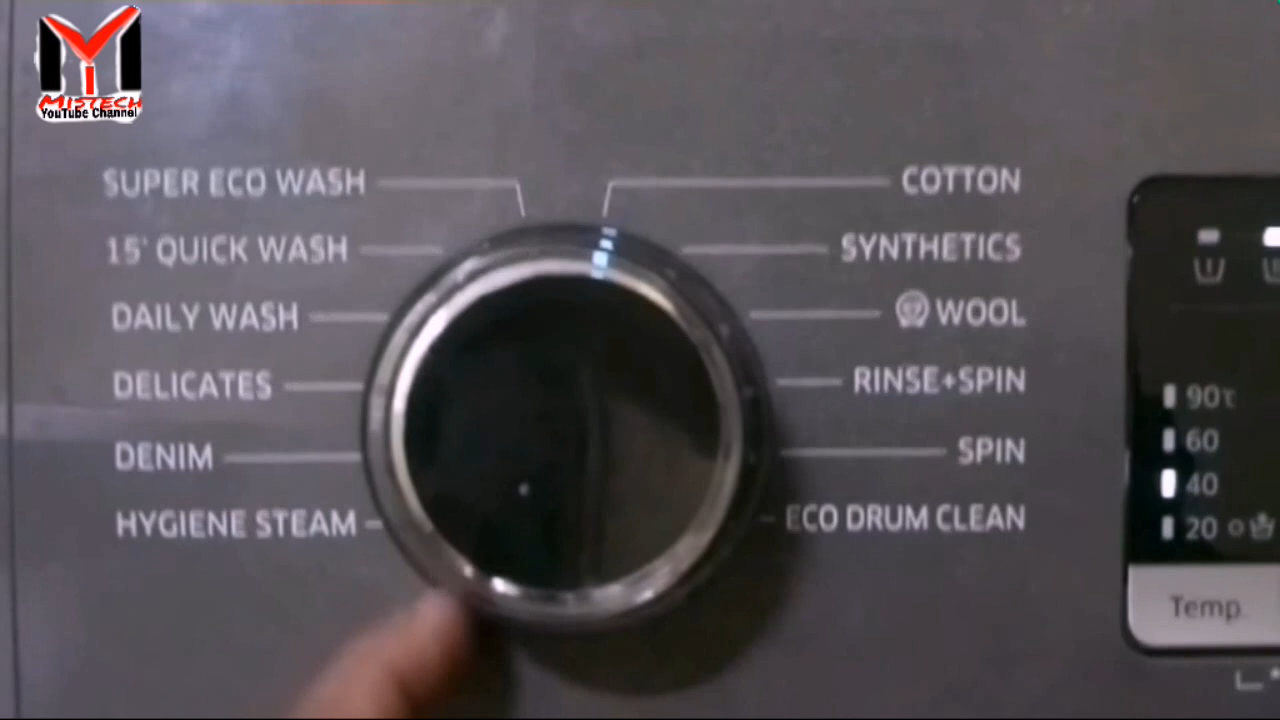 MISTECH
YouTube Channel
SUPER ECO WASH
15' QUICK WASH
DAILY WASH
DELICATES
DENIM
HYGIENE STEAM
COTTON
SYNTHETICS
WOOL
RINSE+SPIN
SPIN
ECO DRUM CLEAN
90℃
60
40
20
Temp.